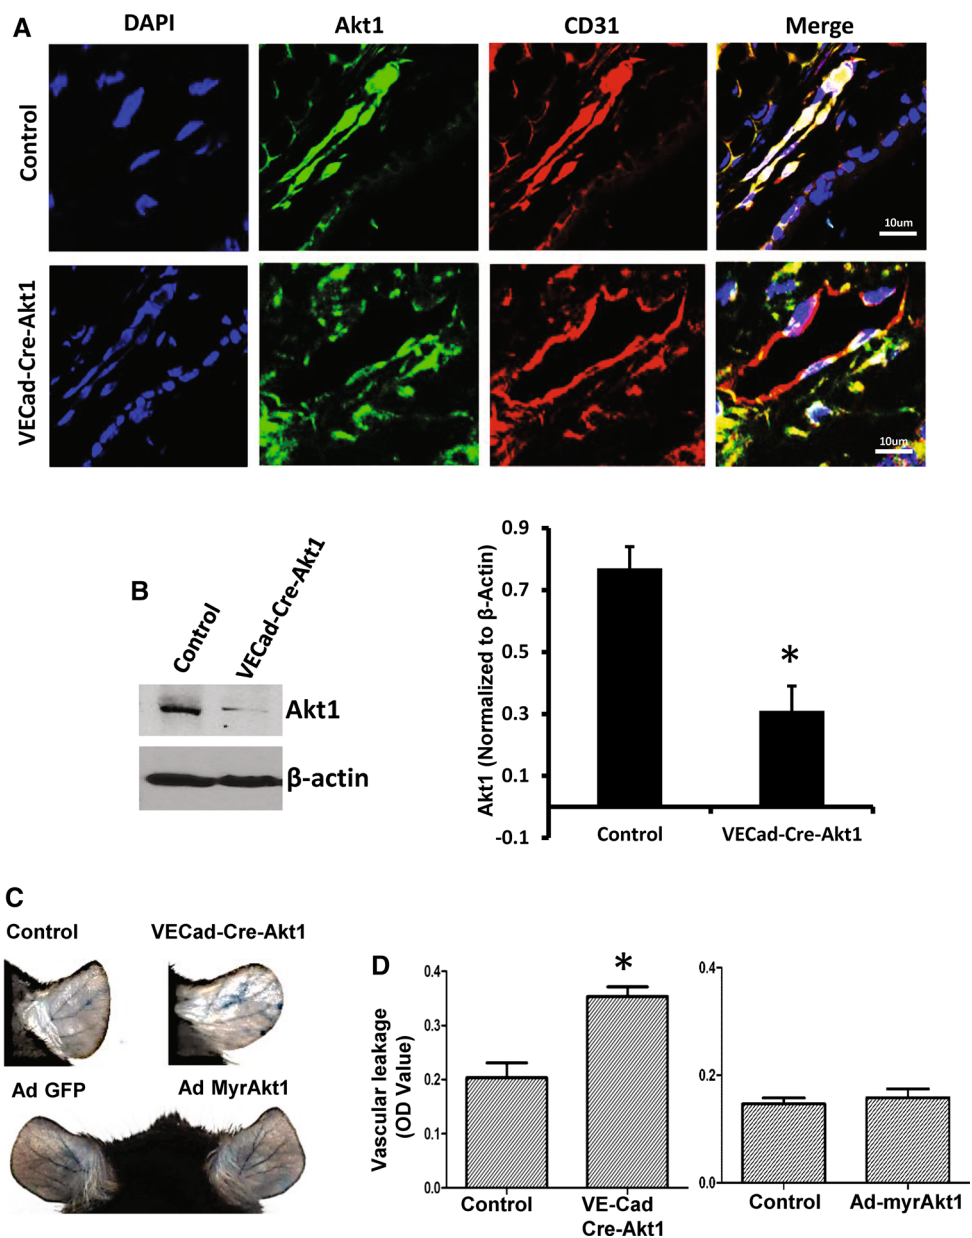 A
DAPI
Akt1
CD31
Merge
Control
10um
VECad-Cre-Akt1
10um
B
Control
VECad-Cre-Akt1
Akt1
β-actin
Akt1 (Normalized to β-Actin)
0.9
0.7
0.5
0.3
0.1
-0.1
*
Control
VECad-Cre-Akt1
C
Control
VECad-Cre-Akt1
Ad GFP
Ad MyrAkt1
D
Vascular leakage
(OD Value)
0.4
0.3
0.2
0.1
0.0
*
Control
VE-Cad
Cre-Akt1
0.4
0.2
0.0
Control
Ad-myrAkt1